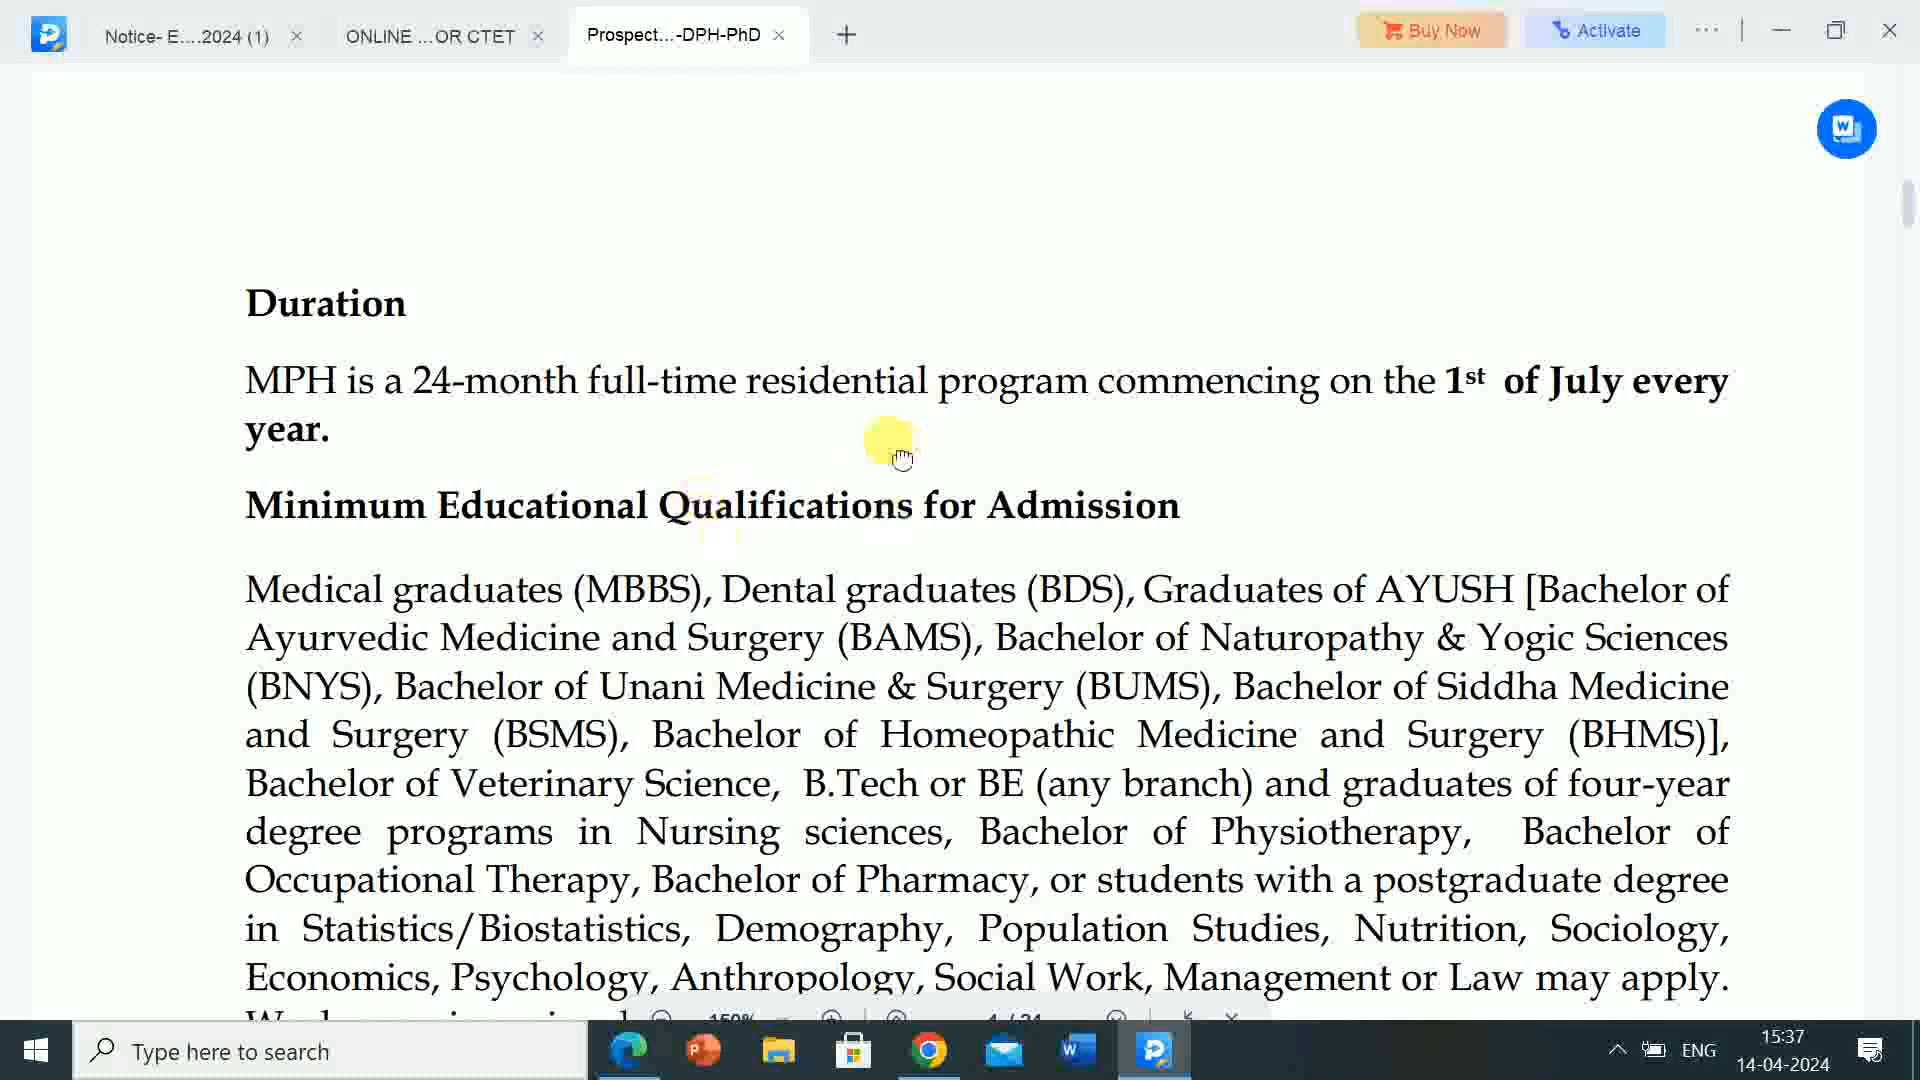 Notice- E....2024 (1)
ONLINE ...OR CTET
Prospect...-DPH-PhD
Buy Now
Activate
Duration
MPH is a 24-month full-time residential program commencing on the 1st of July every
year.
Minimum Educational Qualifications for Admission
Medical graduates (MBBS), Dental graduates (BDS), Graduates of AYUSH [Bachelor of
Ayurvedic Medicine and Surgery (BAMS), Bachelor of Naturopathy & Yogic Sciences
(BNYS), Bachelor of Unani Medicine & Surgery (BUMS), Bachelor of Siddha Medicine
and Surgery (BSMS), Bachelor of Homeopathic Medicine and Surgery (BHMS)],
Bachelor of Veterinary Science, B.Tech or BE (any branch) and graduates of four-year
degree programs in Nursing sciences, Bachelor of Physiotherapy, Bachelor of
Occupational Therapy, Bachelor of Pharmacy, or students with a postgraduate degree
in Statistics/Biostatistics, Demography, Population Studies, Nutrition, Sociology,
Economics, Psychology, Anthropology, Social Work, Management or Law may apply.
150%
Type here to search
ENG
15:37
14-04-2024